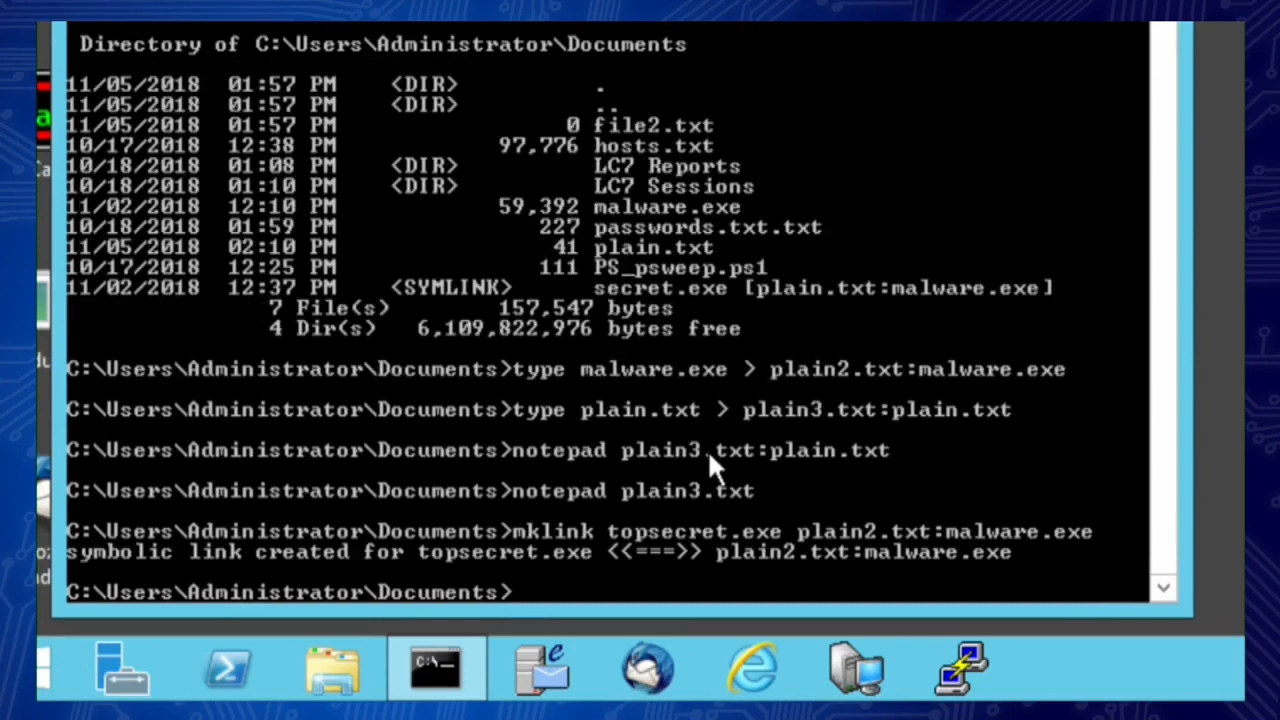 Directory of C:\Users\Administrator\Documents
11/05/2018 01:57 PM <DIR> .
11/05/2018 01:57 PM <DIR> ..
11/05/2018 01:57 PM 0 file2.txt
10/17/2018 12:38 PM 97,776 hosts.txt
10/18/2018 01:08 PM <DIR> LC7 Reports
10/18/2018 01:10 PM <DIR> LC7 Sessions
11/02/2018 12:10 PM 59,392 malware.exe
10/18/2018 01:59 PM 227 passwords.txt.txt
11/05/2018 02:10 PM 41 plain.txt
10/17/2018 12:25 PM 111 PS_psweep.ps1
11/02/2018 12:37 PM <SYMLINK> secret.exe [plain.txt:malware.exe]
7 File(s) 157,547 bytes
4 Dir(s) 6,109,822,976 bytes free
C:\Users\Administrator\Documents>type malware.exe > plain2.txt:malware.exe
C:\Users\Administrator\Documents>type plain.txt > plain3.txt:plain.txt
C:\Users\Administrator\Documents>notepad plain3.txt:plain.txt
C:\Users\Administrator\Documents>notepad plain3.txt
C:\Users\Administrator\Documents>mklink topsecret.exe plain2.txt:malware.exe
symbolic link created for topsecret.exe <<===>> plain2.txt:malware.exe
C:\Users\Administrator\Documents>
C:\_